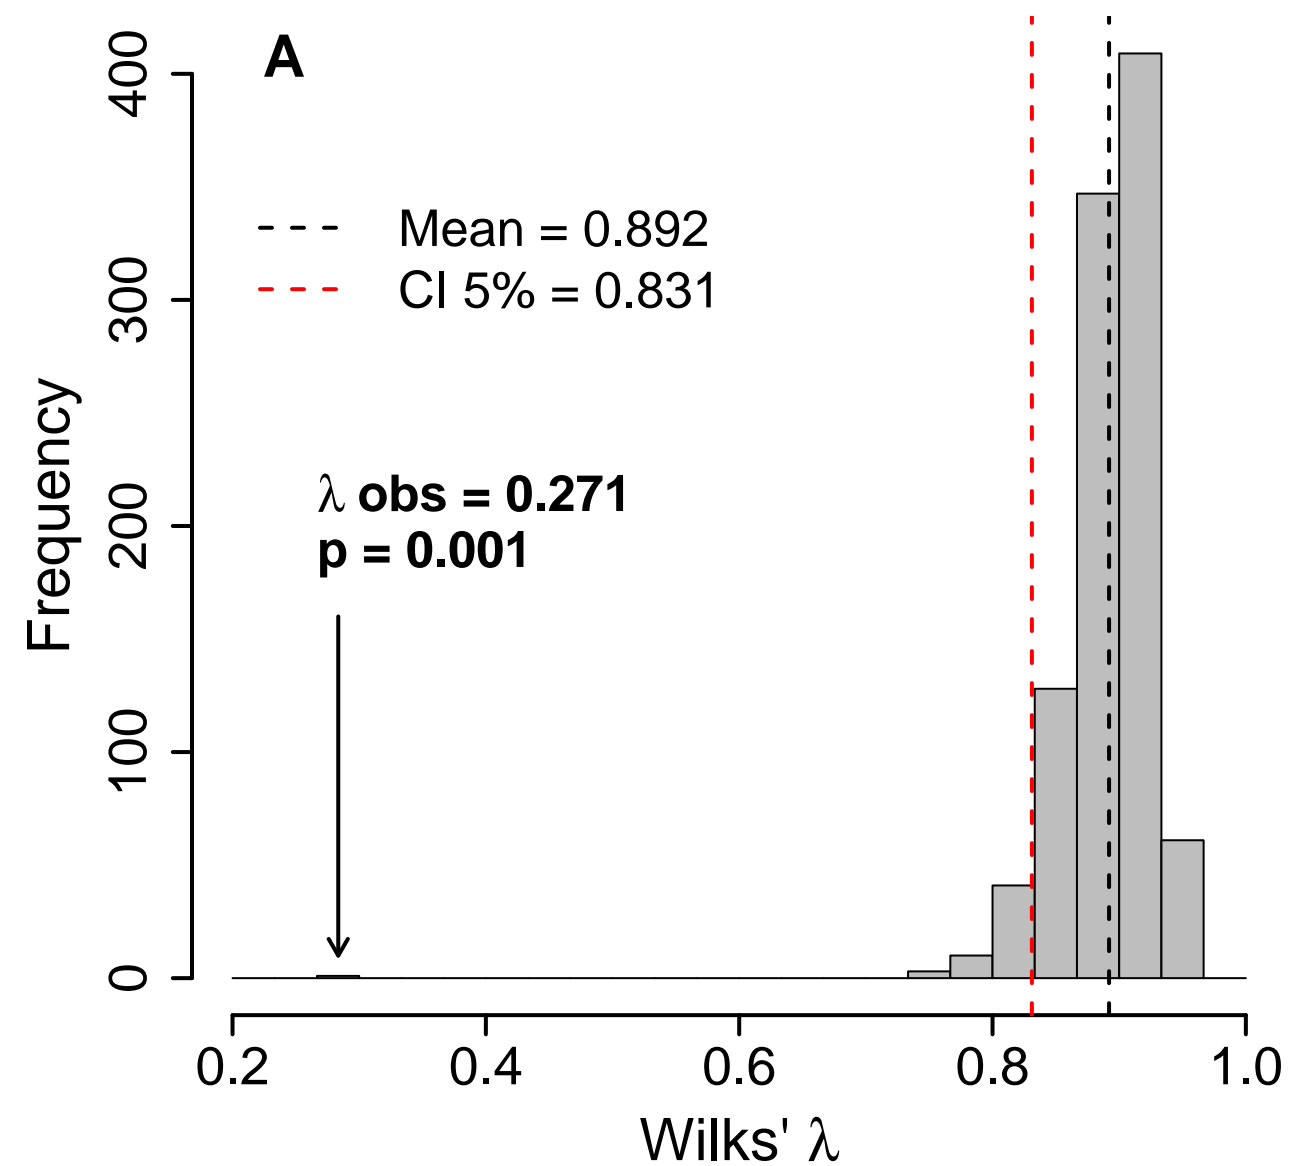 A
Mean = 0.892
CI 5% = 0.831
λ obs = 0.271
p = 0.001
Frequency
400
300
200
100
0
0.2 0.4 0.6 0.8 1.0
Wilks' λ